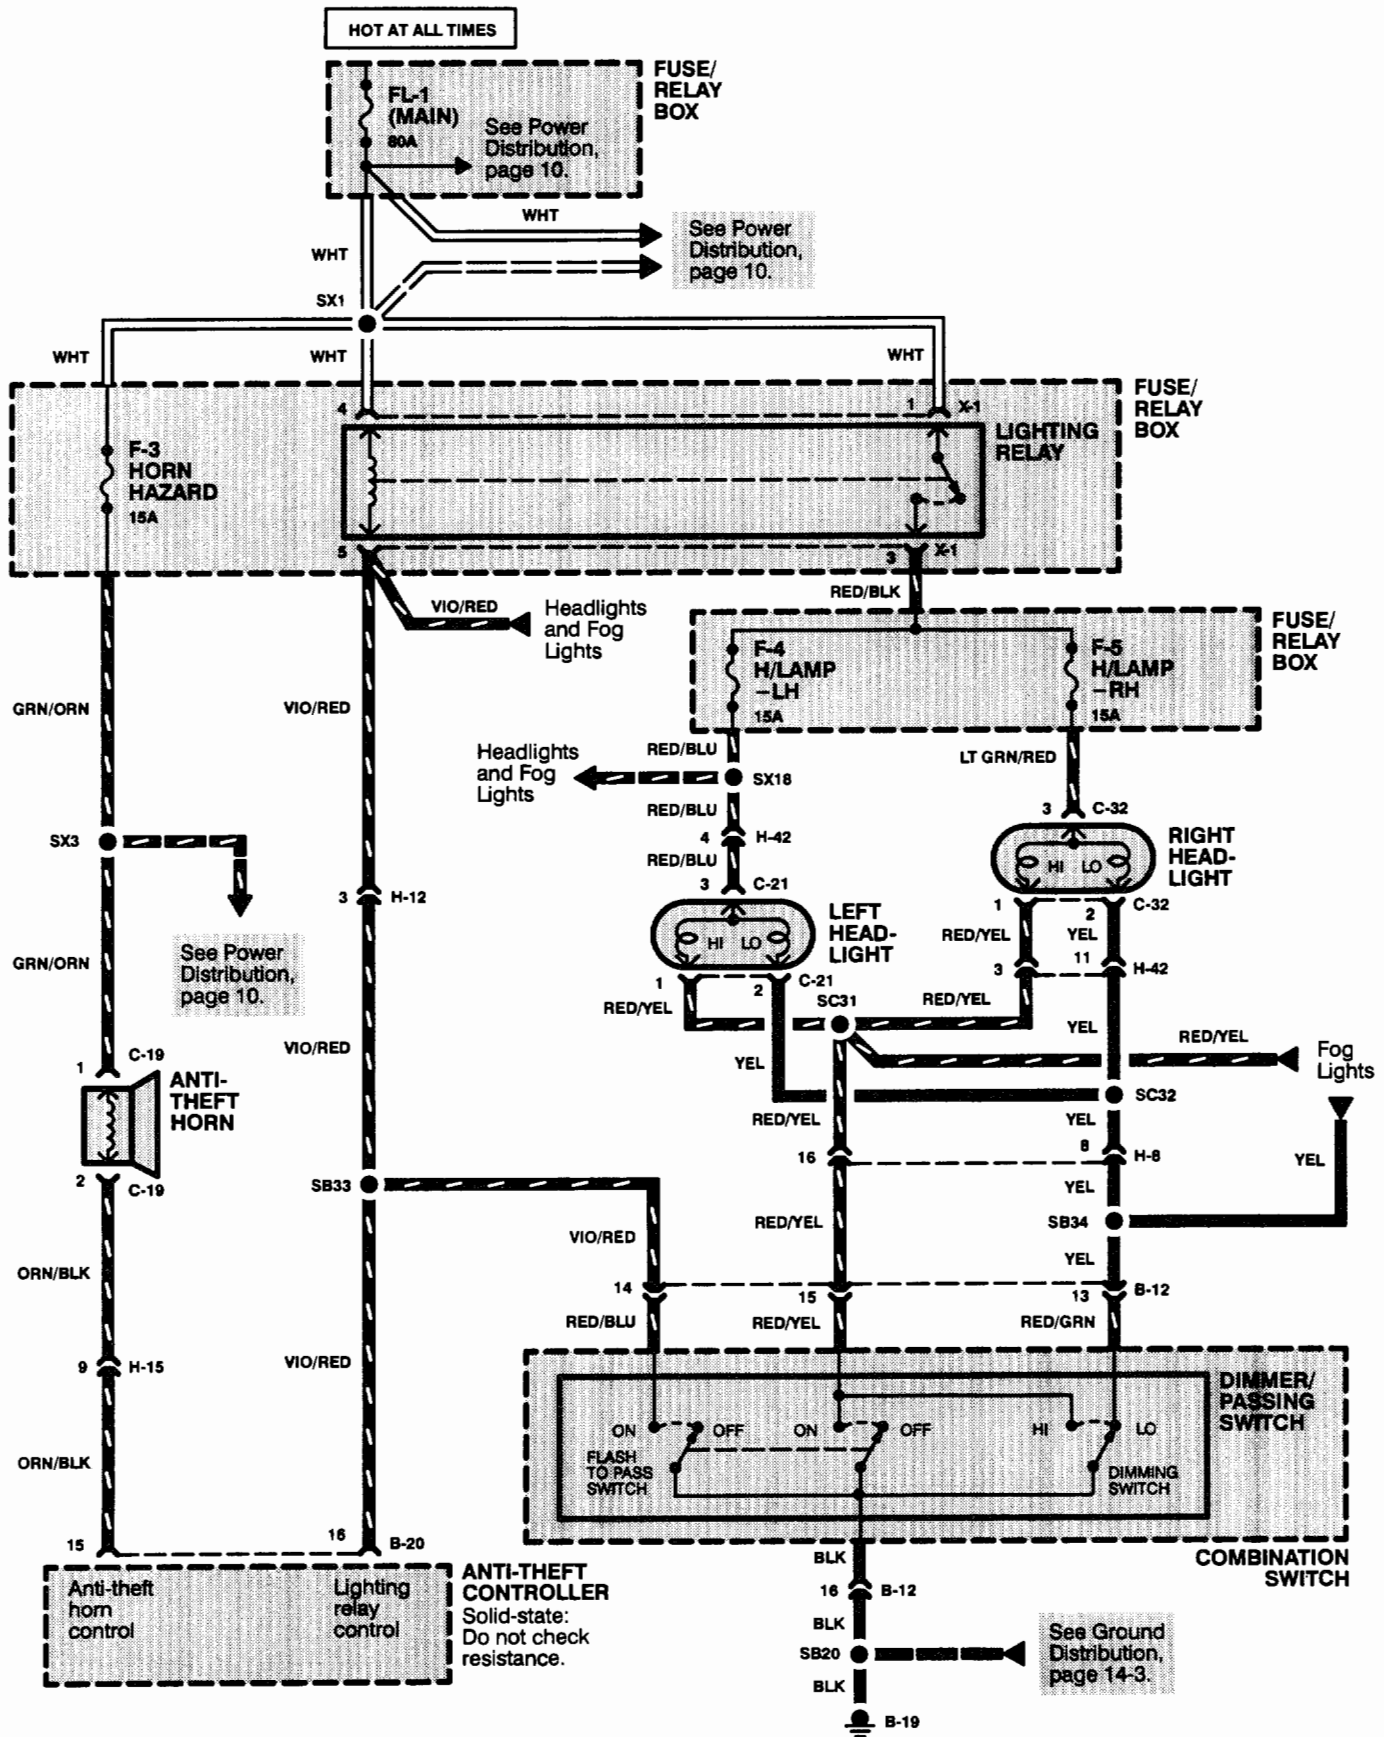 HOT AT ALL TIMES
FUSE/
RELAY
BOX
FL-1
(MAIN)
80A
See Power
Distribution,
page 10.
WHT
See Power
Distribution,
page 10.
WHT
SX1
WHT
WHT
WHT
FUSE/
RELAY
BOX
4
1
X-1
LIGHTING
RELAY
F-3
HORN
HAZARD
15A
5
3
X-1
RED/BLK
VIO/RED
Headlights
and Fog
Lights
FUSE/
RELAY
BOX
F-4
H/LAMP
-LH
15A
F-5
H/LAMP
-RH
15A
GRN/ORN
VIO/RED
RED/BLU
LT GRN/RED
Headlights
and Fog
Lights
SX18
RED/BLU
3
C-32
4
H-42
RIGHT
HEAD-
LIGHT
SX3
RED/BLU
HI
LO
3
C-21
3
H-12
1
2
C-32
LEFT
HEAD-
LIGHT
HI
LO
RED/YEL
YEL
See Power
Distribution,
page 10.
GRN/ORN
3
11
H-42
1
2
C-21
RED/YEL
SC31
RED/YEL
YEL
RED/YEL
Fog
Lights
VIO/RED
YEL
C-19
1
ANTI-
THEFT
HORN
SC32
RED/YEL
YEL
16
8
H-8
YEL
2
C-19
SB33
YEL
RED/YEL
SB34
VIO/RED
YEL
ORN/BLK
14
15
13
B-12
RED/BLU
RED/YEL
RED/GRN
9
H-15
VIO/RED
DIMMER/
PASSING
SWITCH
ON
OFF
ON
OFF
HI
LO
FLASH
TO PASS
SWITCH
DIMMING
SWITCH
ORN/BLK
15
16
B-20
BLK
COMBINATION
SWITCH
ANTI-THEFT
CONTROLLER
Solid-state:
Do not check
resistance.
Anti-theft
horn
control
Lighting
relay
control
16
B-12
BLK
SB20
See Ground
Distribution,
page 14-3.
BLK
B-19